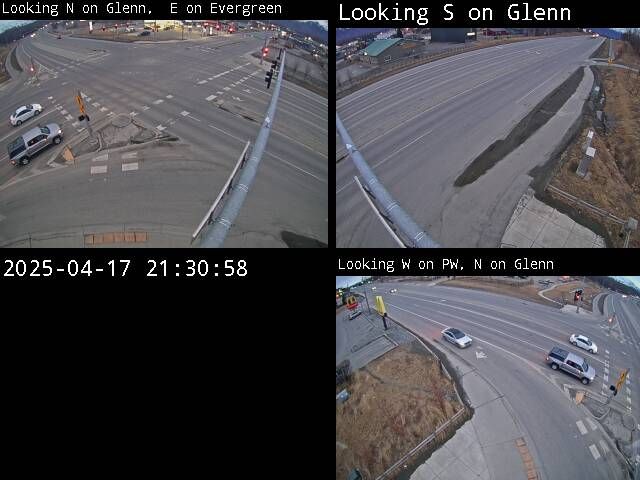 Looking N on Glenn,  E on Evergreen
Looking S on Glenn
2025-04-17 21:30:58
Looking W on PW, N on Glenn